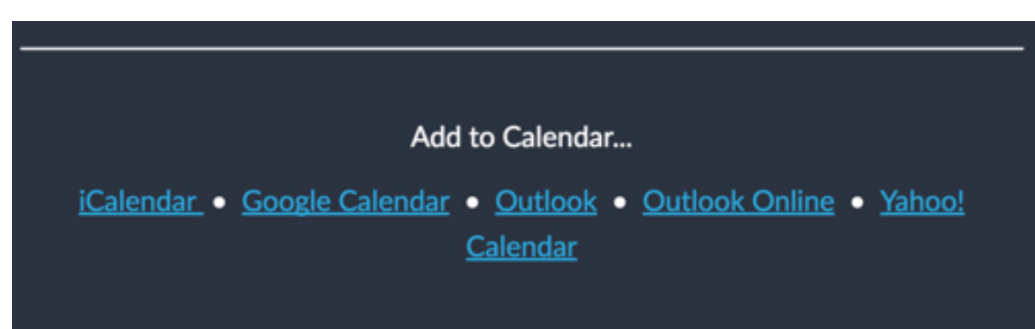 Add to Calendar...
iCalendar • Google Calendar • Outlook • Outlook Online • Yahoo!
Calendar